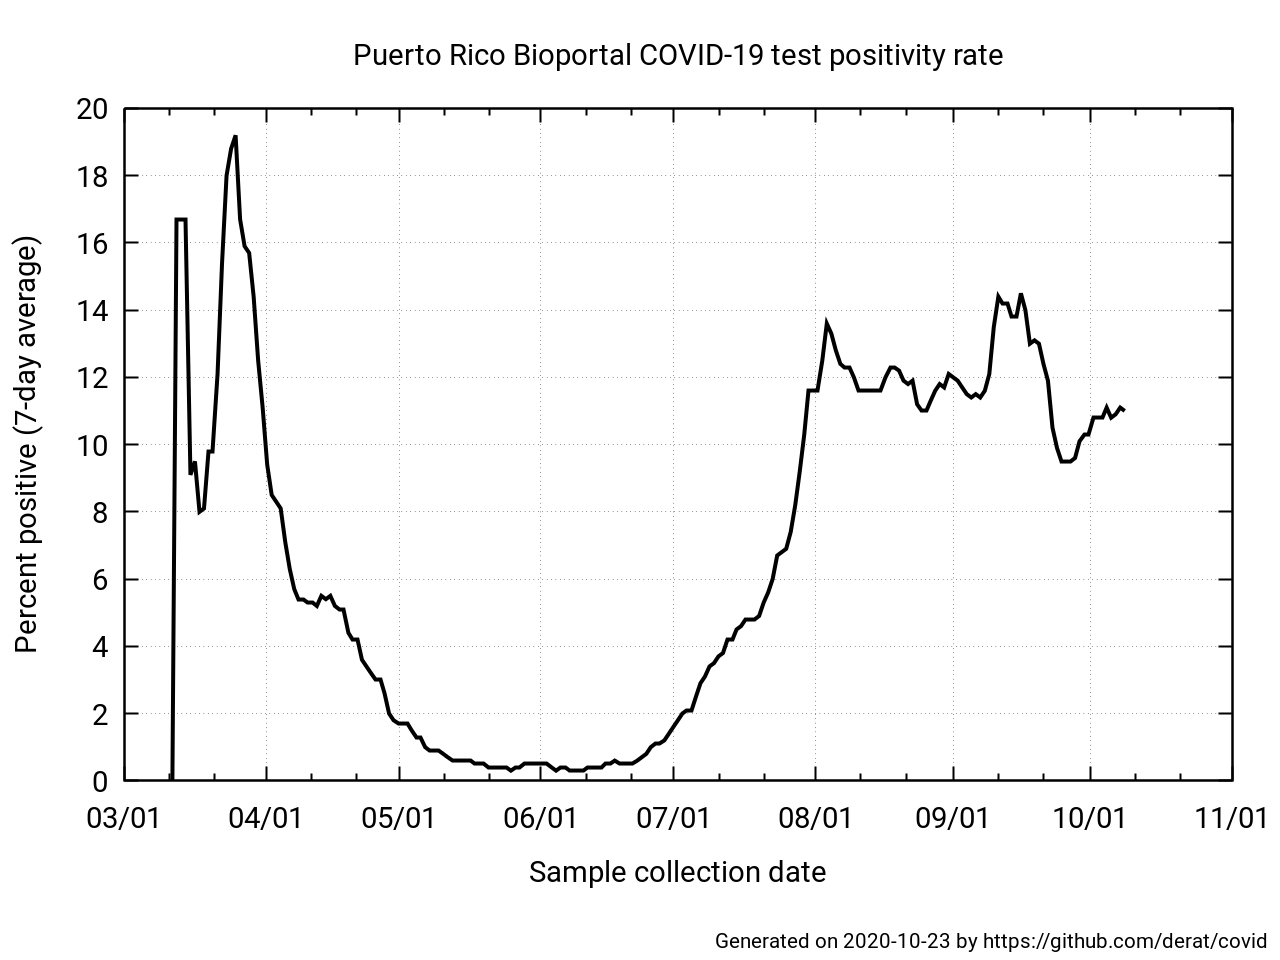 Puerto Rico Bioportal COVID-19 test positivity rate
20
18
16
14
12
10
8
6
4
2
0
Percent positive (7-day average)
03/01 04/01 05/01 06/01 07/01 08/01 09/01 10/01 11/01
Sample collection date
Generated on 2020-10-23 by https://github.com/derat/covid